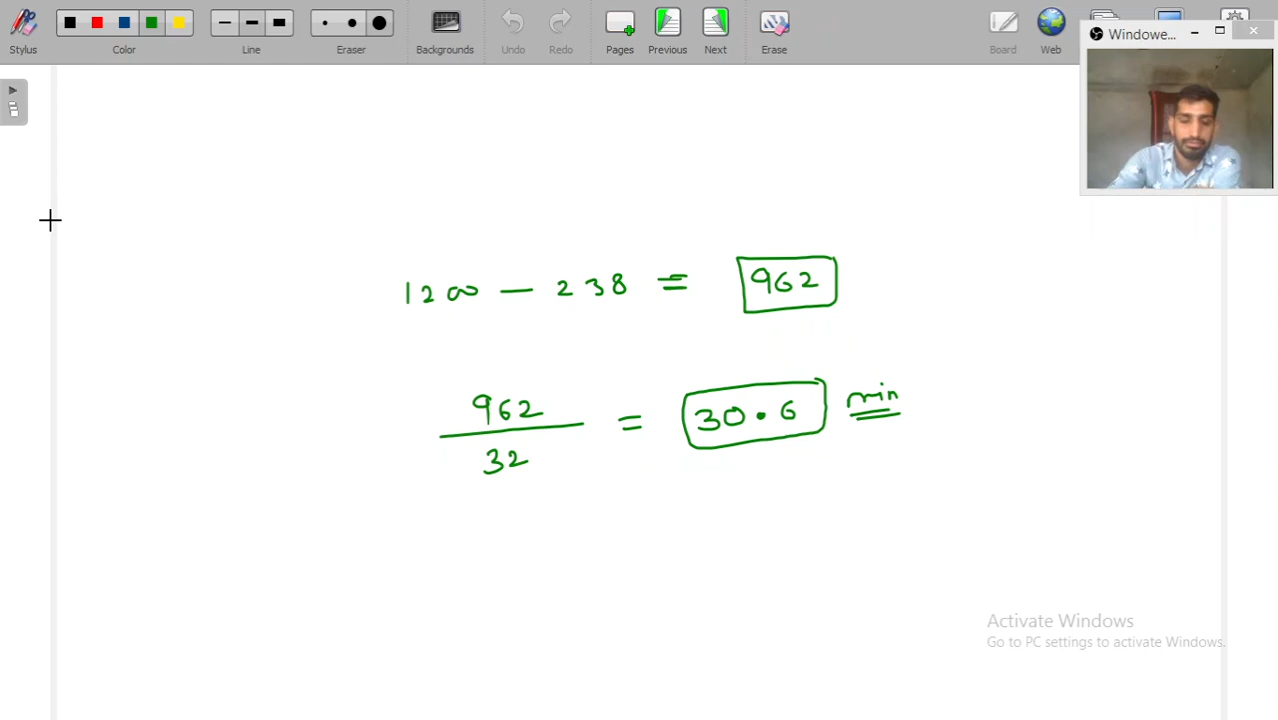 Stylus Color Line Eraser Backgrounds Undo Redo Pages Previous Next Erase Board Web
Windowe...
1200 — 238 = 962
962
32
= 30.6 min
Activate Windows
Go to PC settings to activate Windows.